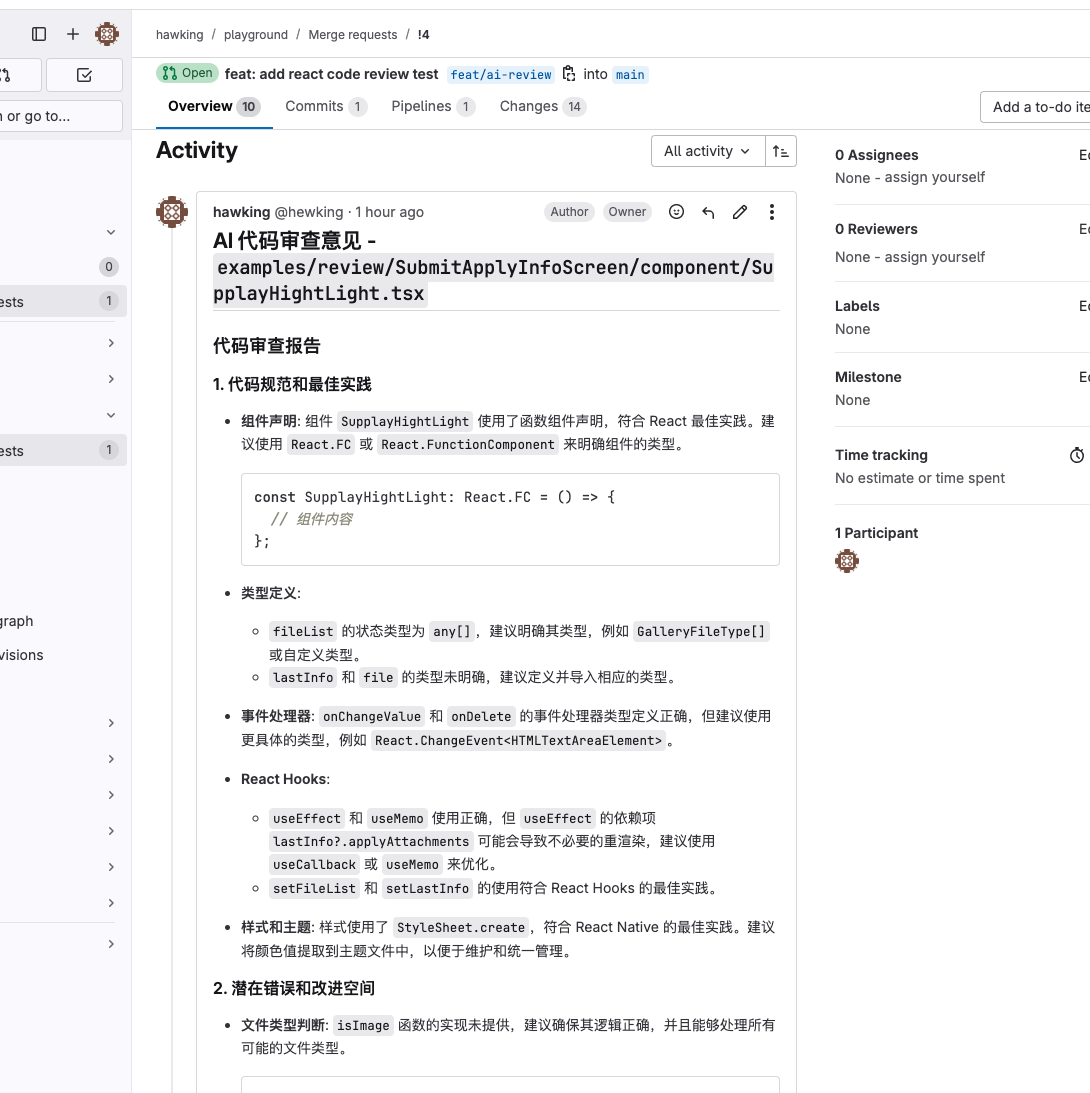 hawking / playground / Merge requests / !4
Open feat: add react code review test feat/ai-review into main
or go to...
Overview 10 Commits 1 Pipelines 1 Changes 14
Add a to-do ite
Activity
All activity
hawking @hewking · 1 hour ago Author Owner
AI 代码审查意见 -
examples/review/SubmitApplyInfoScreen/component/Su
pplayHightLight.tsx
代码审查报告
1. 代码规范和最佳实践
• 组件声明: 组件 SupplayHightLight 使用了函数组件声明，符合 React 最佳实践。建
议使用 React.FC 或 React.FunctionComponent 来明确组件的类型。
const SupplayHightLight: React.FC = () => {
// 组件内容
};
• 类型定义:
○ fileList 的状态类型为 any[]，建议明确其类型，例如 GalleryFileType[]
或自定义类型。
○ lastInfo 和 file 的类型未明确，建议定义并导入相应的类型。
• 事件处理器: onChangeValue 和 onDelete 的事件处理器类型定义正确，但建议使用
更具体的类型，例如 React.ChangeEvent<HTMLTextAreaElement>。
• React Hooks:
○ useEffect 和 useMemo 使用正确，但 useEffect 的依赖项
lastInfo?.applyAttachments 可能会导致不必要的重渲染，建议使用
useCallback 或 useMemo 来优化。
○ setFileList 和 setLastInfo 的使用符合 React Hooks 的最佳实践。
• 样式和主题: 样式使用了 StyleSheet.create，符合 React Native 的最佳实践。建议
将颜色值提取到主题文件中，以便于维护和统一管理。
2. 潜在错误和改进空间
• 文件类型判断: isImage 函数的实现未提供，建议确保其逻辑正确，并且能够处理所有
可能的文件类型。
0
ests 1
ests 1
graph
visions
0 Assignees Ed
None - assign yourself
0 Reviewers Ed
None - assign yourself
Labels Ed
None
Milestone Ed
None
Time tracking
No estimate or time spent
1 Participant